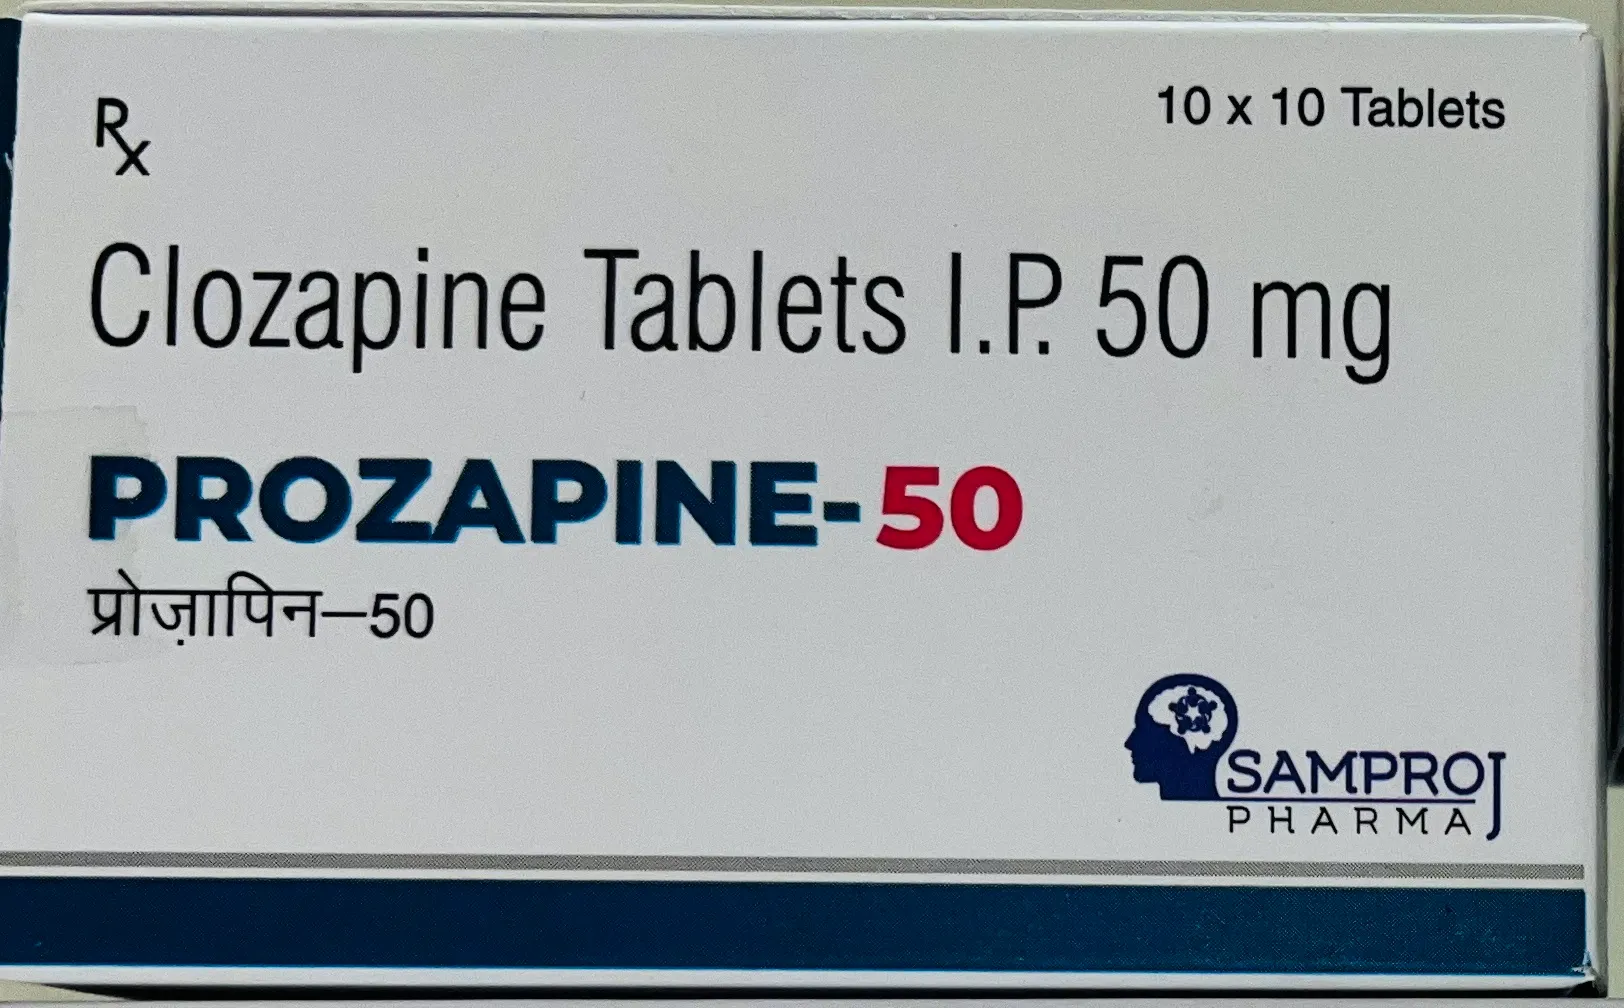 Rx
10 x 10 Tablets
Clozapine Tablets I.P. 50 mg
PROZAPINE-50
प्रोज़ापिन–50
SAMPROJ
PHARMA